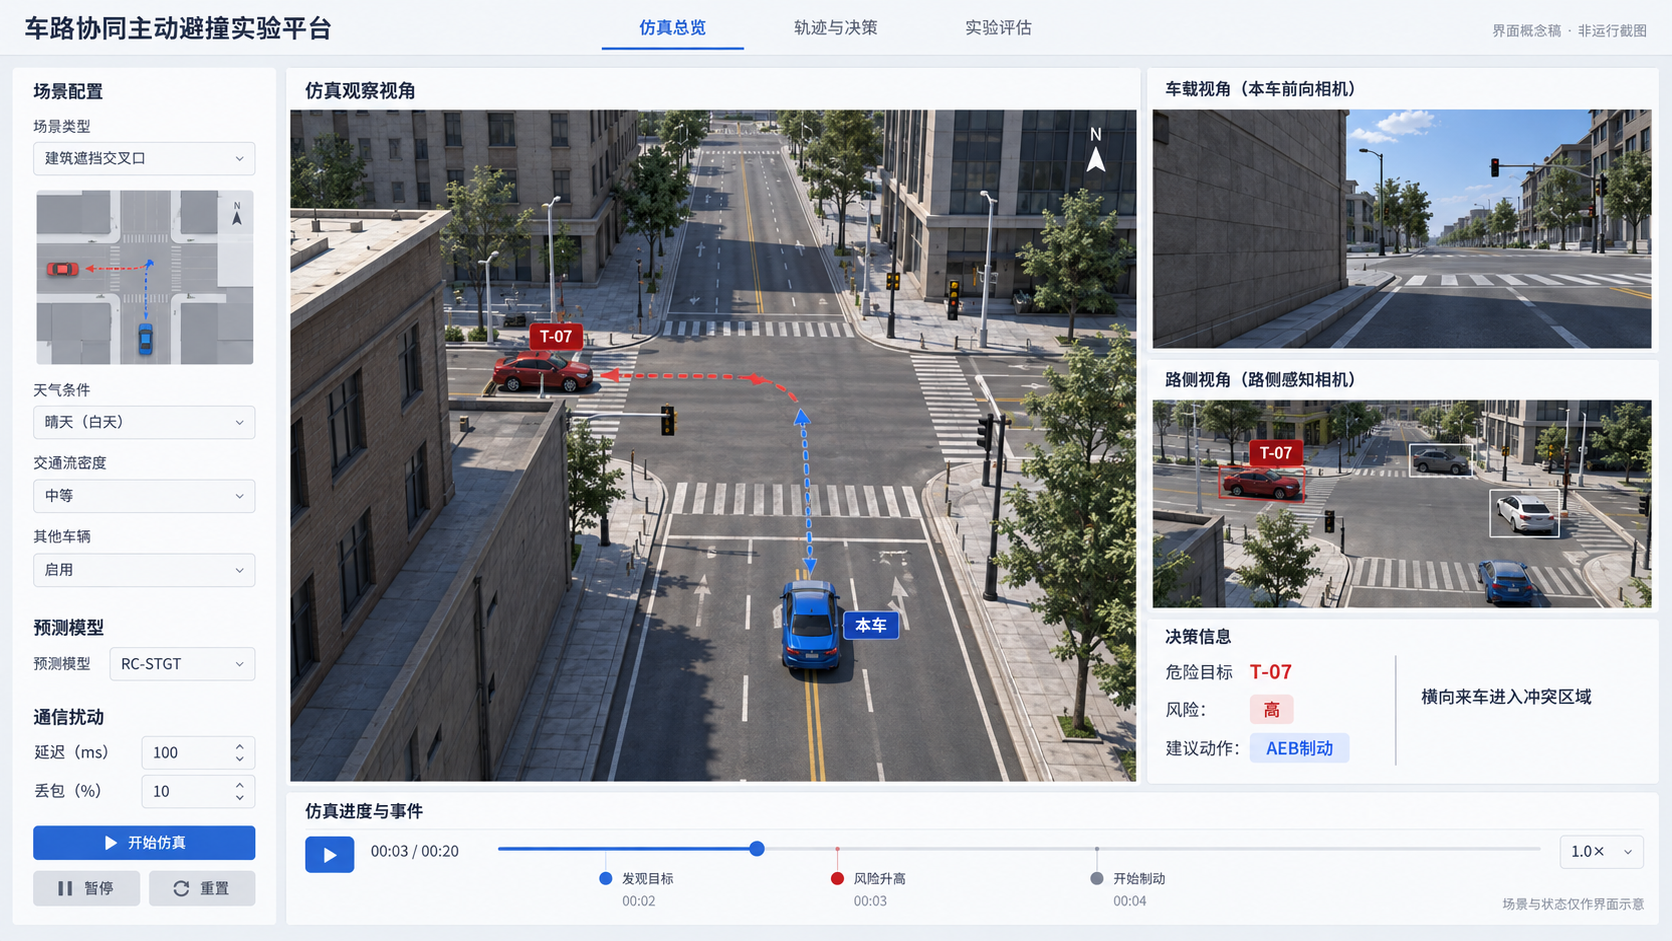 车路协同主动避撞实验平台
仿真总览
轨迹与决策
实验评估
界面概念稿 · 非运行截图
场景配置
场景类型
建筑遮挡交叉口
N
天气条件
晴天（白天）
交通流密度
中等
其他车辆
启用
预测模型
预测模型
RC-STGT
通信扰动
延迟（ms）
100
丢包（%）
10
开始仿真
暂停
重置
仿真观察视角
N
T-07
本车
车载视角（本车前向相机）
路侧视角（路侧感知相机）
T-07
决策信息
危险目标 T-07
风险： 高
建议动作： AEB制动
横向来车进入冲突区域
仿真进度与事件
00:03 / 00:20
1.0×
发观目标
00:02
风险升高
00:03
开始制动
00:04
场景与状态仅作界面示意